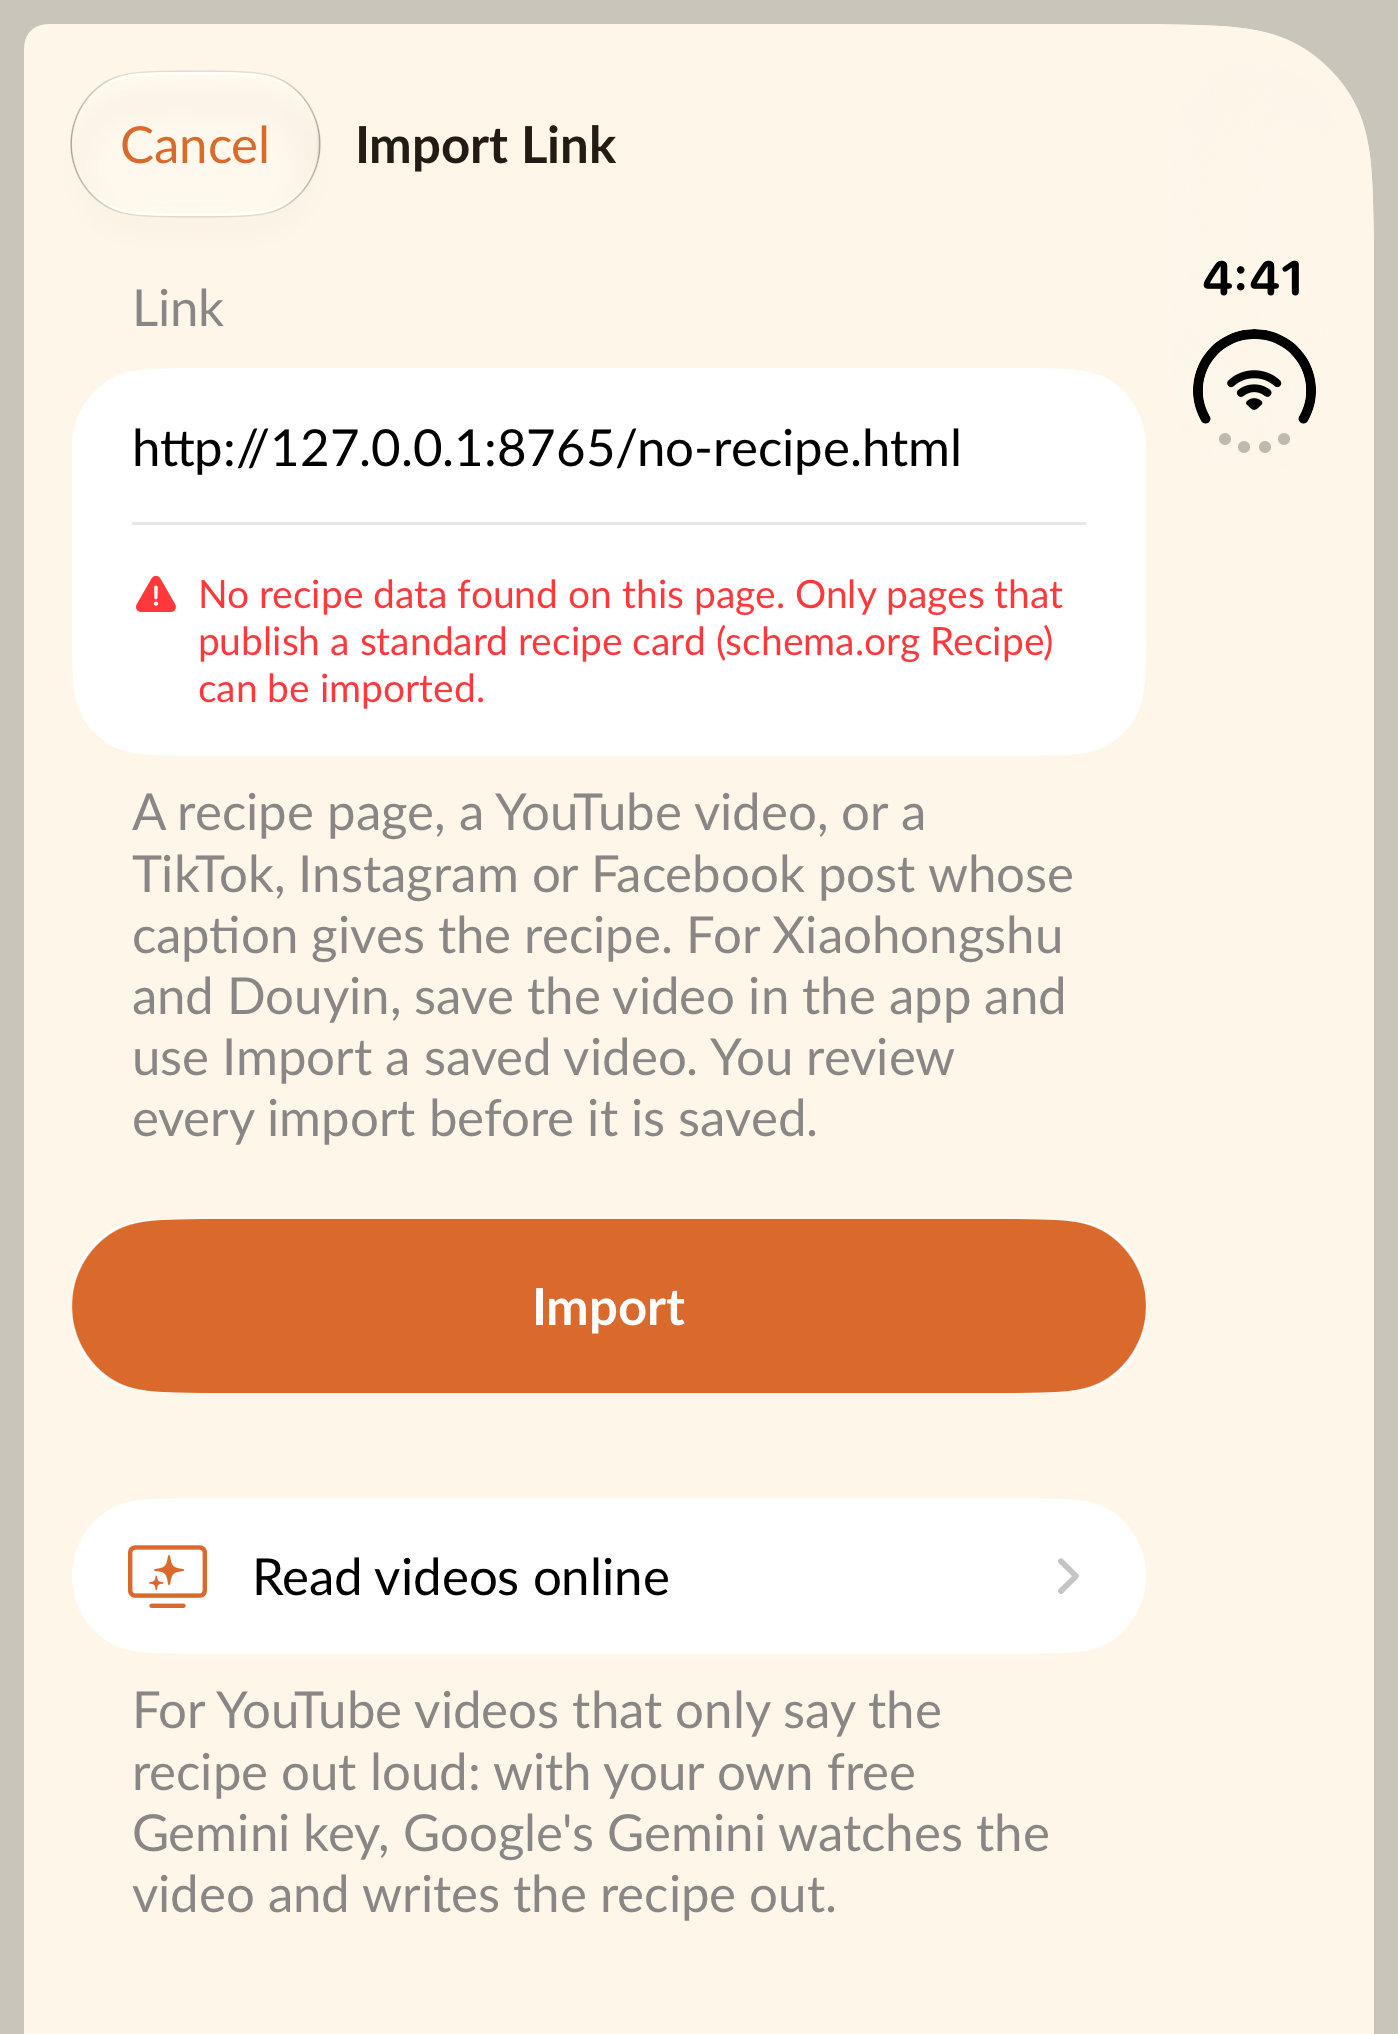 Cancel
Import Link
4:41
Link
http://127.0.0.1:8765/no-recipe.html
No recipe data found on this page. Only pages that
publish a standard recipe card (schema.org Recipe)
can be imported.
A recipe page, a YouTube video, or a
TikTok, Instagram or Facebook post whose
caption gives the recipe. For Xiaohongshu
and Douyin, save the video in the app and
use Import a saved video. You review
every import before it is saved.
Import
Read videos online
For YouTube videos that only say the
recipe out loud: with your own free
Gemini key, Google's Gemini watches the
video and writes the recipe out.